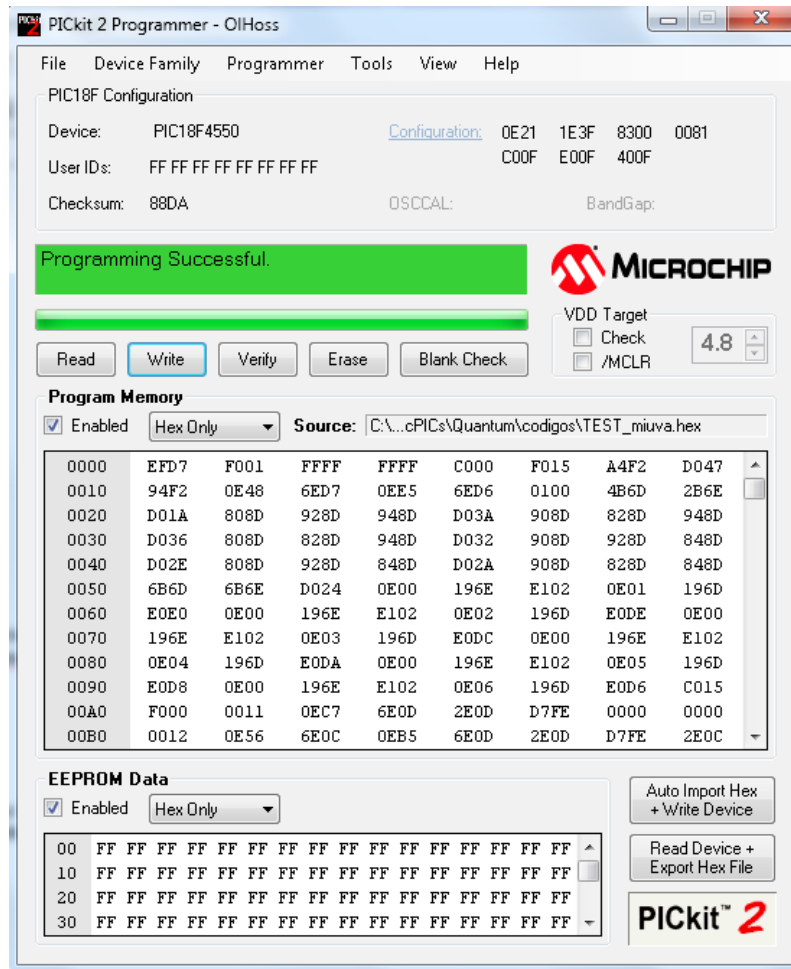 PICkit 2 Programmer - OlHoss
File Device Family Programmer Tools View Help
PIC18F Configuration
Device: PIC18F4550 Configuration: 0E21 1E3F 8300 0081
C00F E00F 400F
User IDs: FF FF FF FF FF FF FF FF
Checksum: 88DA OSCCAL: BandGap:
Programming Successful.
MICROCHIP
VDD Target
Check
/MCLR
4.8
Read Write Verify Erase Blank Check
Program Memory
Enabled Hex Only Source: C:\...cPICs\Quantum\codigos\TEST_miuva.hex
0000 EFD7 F001 FFFF FFFF C000 F015 A4F2 D047
0010 94F2 0E48 6ED7 0EE5 6ED6 0100 4B6D 2B6E
0020 D01A 808D 928D 948D D03A 908D 828D 948D
0030 D036 808D 828D 948D D032 908D 928D 848D
0040 D02E 808D 928D 848D D02A 908D 828D 848D
0050 6B6D 6B6E D024 0E00 196E E102 0E01 196D
0060 E0E0 0E00 196E E102 0E02 196D E0DE 0E00
0070 196E E102 0E03 196D E0DC 0E00 196E E102
0080 0E04 196D E0DA 0E00 196E E102 0E05 196D
0090 E0D8 0E00 196E E102 0E06 196D E0D6 C015
00A0 F000 0011 0EC7 6E0D 2E0D D7FE 0000 0000
00B0 0012 0E56 6E0C 0EB5 6E0D 2E0D D7FE 2E0C
EEPROM Data
Enabled Hex Only
00 FF FF FF FF FF FF FF FF FF FF FF FF FF FF FF FF
10 FF FF FF FF FF FF FF FF FF FF FF FF FF FF FF FF
20 FF FF FF FF FF FF FF FF FF FF FF FF FF FF FF FF
30 FF FF FF FF FF FF FF FF FF FF FF FF FF FF FF FF
Auto Import Hex
+ Write Device
Read Device +
Export Hex File
PICkit™ 2